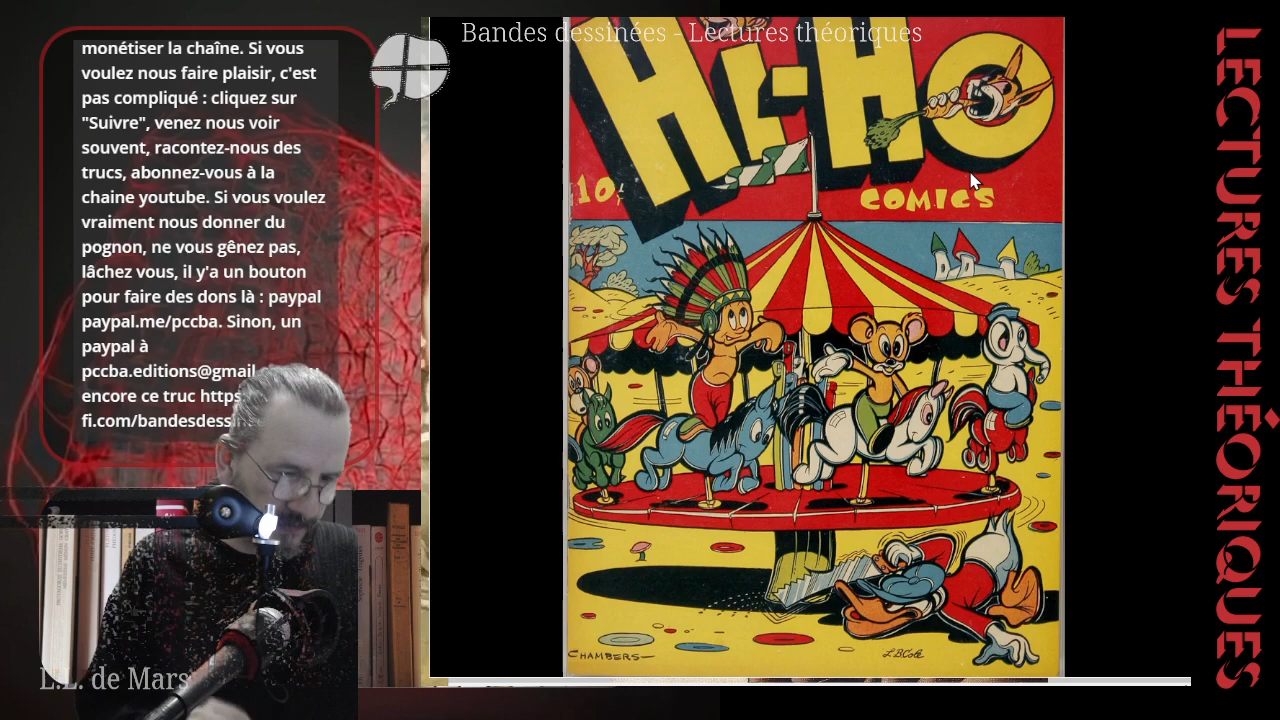 monétiser la chaîne. Si vous
voulez nous faire plaisir, c'est
pas compliqué : cliquez sur
"Suivre", venez nous voir
souvent, racontez-nous des
trucs, abonnez-vous à la
chaine youtube. Si vous voulez
vraiment nous donner du
pognon, ne vous gênez pas,
lâchez vous, il y'a un bouton
pour faire des dons là : paypal
paypal.me/pccba. Sinon, un
paypal à
pccba.editions@gmail
encore ce truc https
fi.com/bandesdessin
L.L. de Mars
Bandes dessinées - Lectures théoriques
HI-HO
10¢
COMICS
CHAMBERS
L.B. Cole
LECTURES THÉORIQUES